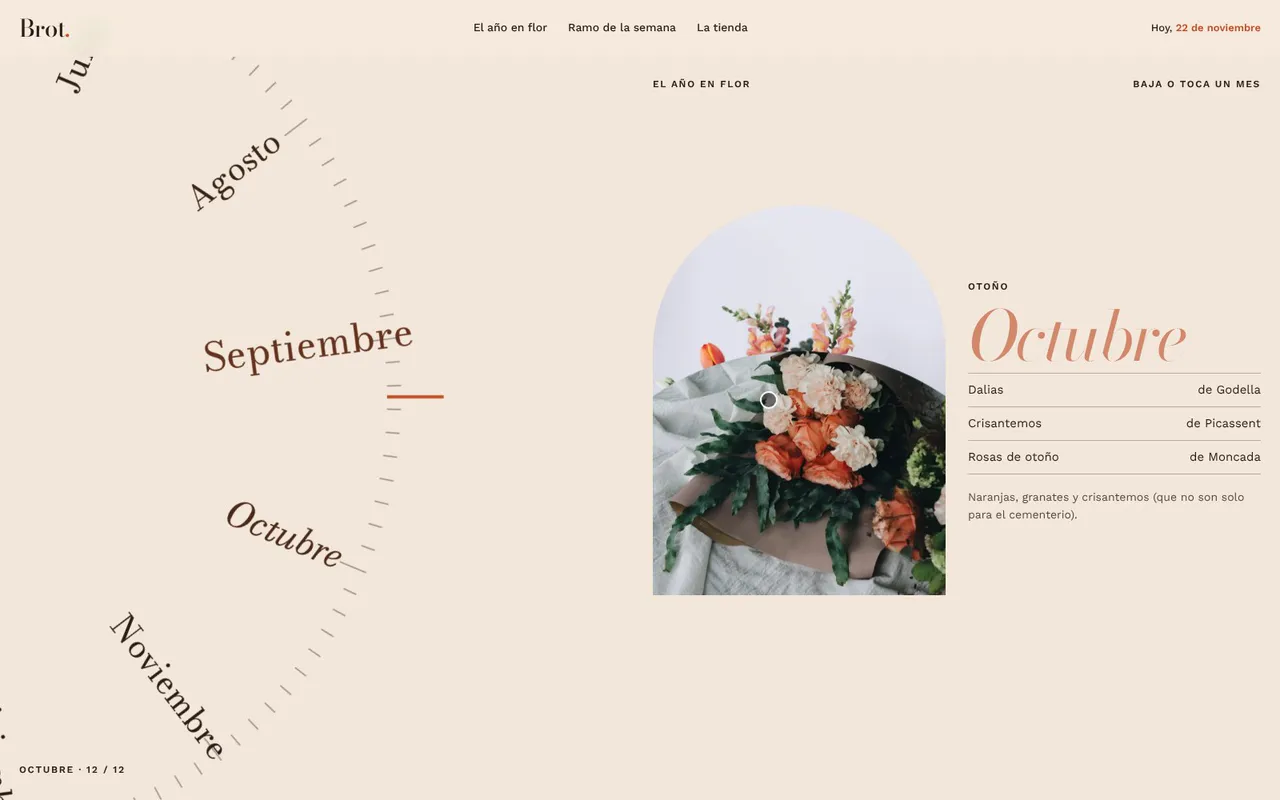 Brot.
El año en flor
Ramo de la semana
La tienda
Hoy, 22 de noviembre
EL AÑO EN FLOR
BAJA O TOCA UN MES
Agosto
Septiembre
Octubre
Noviembre
OTOÑO
Octubre
Dalias de Godella
Crisantemos de Picassent
Rosas de otoño de Moncada
Naranjas, granates y crisantemos (que no son solo
para el cementerio).
OCTUBRE · 12 / 12